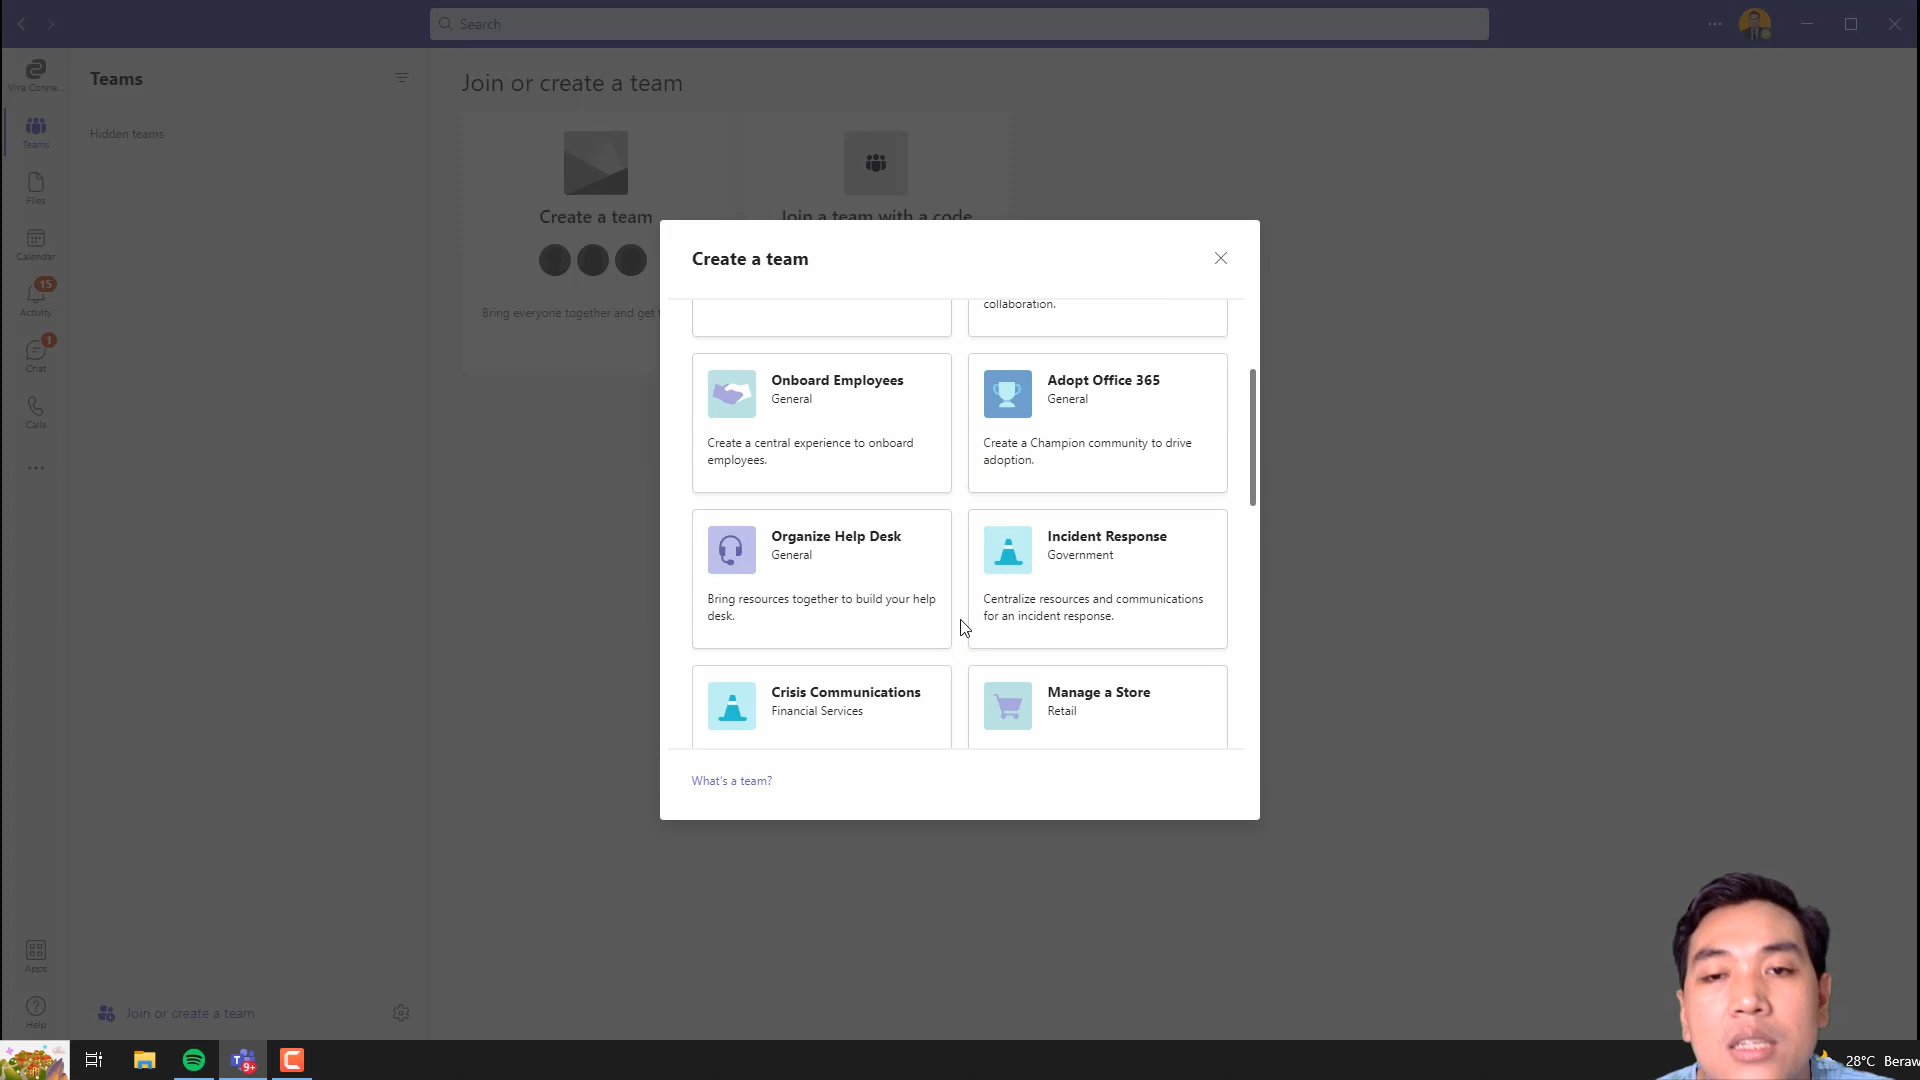 Search
Viva Conne...
Teams
Join or create a team
Teams
Hidden teams
Files
Calendar
15
Activity
1
Chat
Calls
Create a team
Join a team with a code
Bring everyone together and get
Create a team
collaboration.
Onboard Employees
General
Create a central experience to onboard
employees.
Adopt Office 365
General
Create a Champion community to drive
adoption.
Organize Help Desk
General
Bring resources together to build your help
desk.
Incident Response
Government
Centralize resources and communications
for an incident response.
Crisis Communications
Financial Services
Manage a Store
Retail
What's a team?
Apps
Help
Join or create a team
T
9+
28°C Beraw